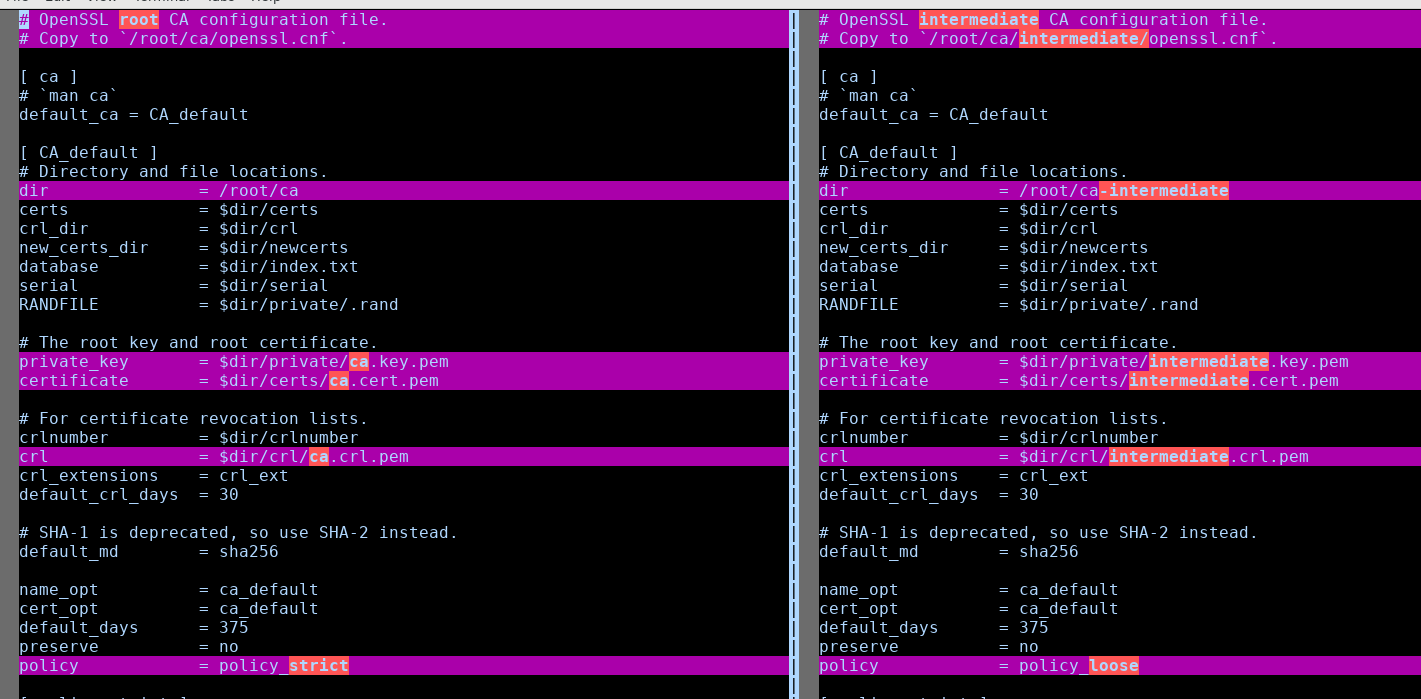 File Edit View Terminal Tabs Help
# OpenSSL root CA configuration file.
# Copy to `/root/ca/openssl.cnf`.

[ ca ]
# `man ca`
default_ca = CA_default

[ CA_default ]
# Directory and file locations.
dir               = /root/ca
certs             = $dir/certs
crl_dir           = $dir/crl
new_certs_dir     = $dir/newcerts
database          = $dir/index.txt
serial            = $dir/serial
RANDFILE          = $dir/private/.rand

# The root key and root certificate.
private_key       = $dir/private/ca.key.pem
certificate       = $dir/certs/ca.cert.pem

# For certificate revocation lists.
crlnumber         = $dir/crlnumber
crl               = $dir/crl/ca.crl.pem
crl_extensions    = crl_ext
default_crl_days  = 30

# SHA-1 is deprecated, so use SHA-2 instead.
default_md        = sha256

name_opt          = ca_default
cert_opt          = ca_default
default_days      = 375
preserve          = no
policy            = policy_strict

# OpenSSL intermediate CA configuration file.
# Copy to `/root/ca/intermediate/openssl.cnf`.

[ ca ]
# `man ca`
default_ca = CA_default

[ CA_default ]
# Directory and file locations.
dir               = /root/ca-intermediate
certs             = $dir/certs
crl_dir           = $dir/crl
new_certs_dir     = $dir/newcerts
database          = $dir/index.txt
serial            = $dir/serial
RANDFILE          = $dir/private/.rand

# The root key and root certificate.
private_key       = $dir/private/intermediate.key.pem
certificate       = $dir/certs/intermediate.cert.pem

# For certificate revocation lists.
crlnumber         = $dir/crlnumber
crl               = $dir/crl/intermediate.crl.pem
crl_extensions    = crl_ext
default_crl_days  = 30

# SHA-1 is deprecated, so use SHA-2 instead.
default_md        = sha256

name_opt          = ca_default
cert_opt          = ca_default
default_days      = 375
preserve          = no
policy            = policy_loose